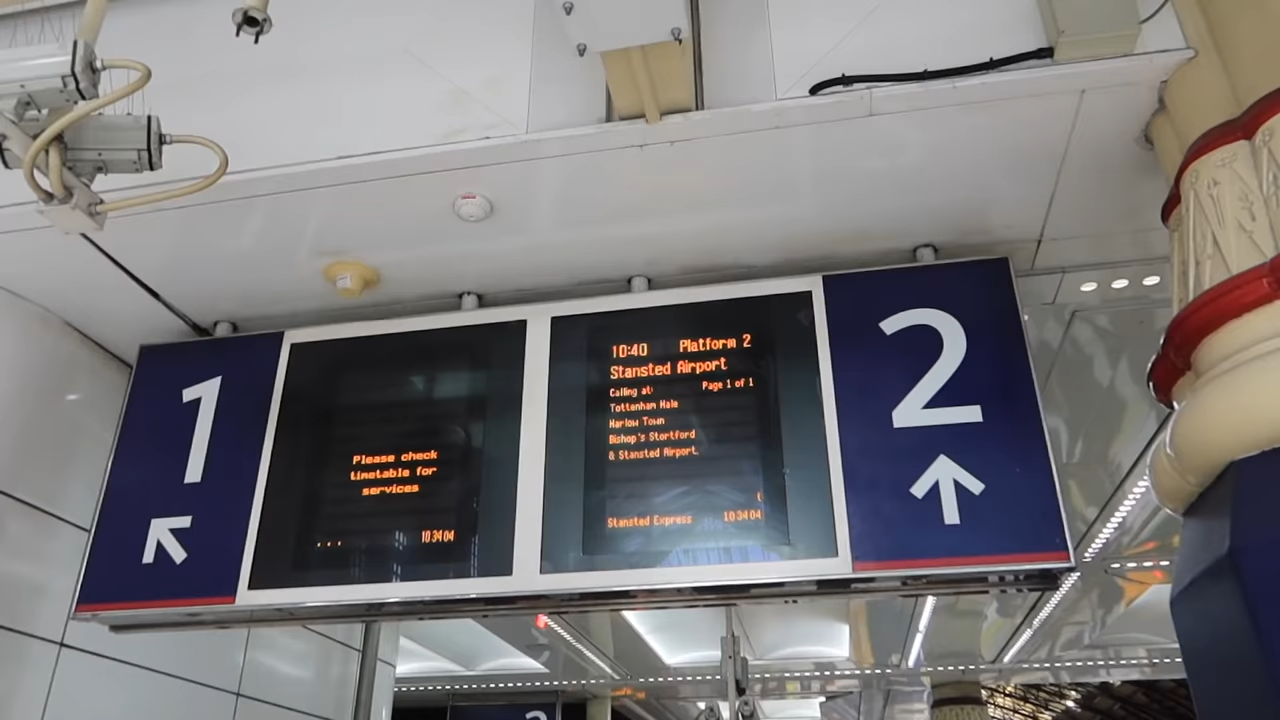 1
Please check
timetable for
services
... 10:34:04
10:40 Platform 2
Stansted Airport
Calling at: Page 1 of 1
Tottenham Hale
Harlow Town
Bishop's Stortford
& Stansted Airport.
Stansted Express 10:34:04
2
2